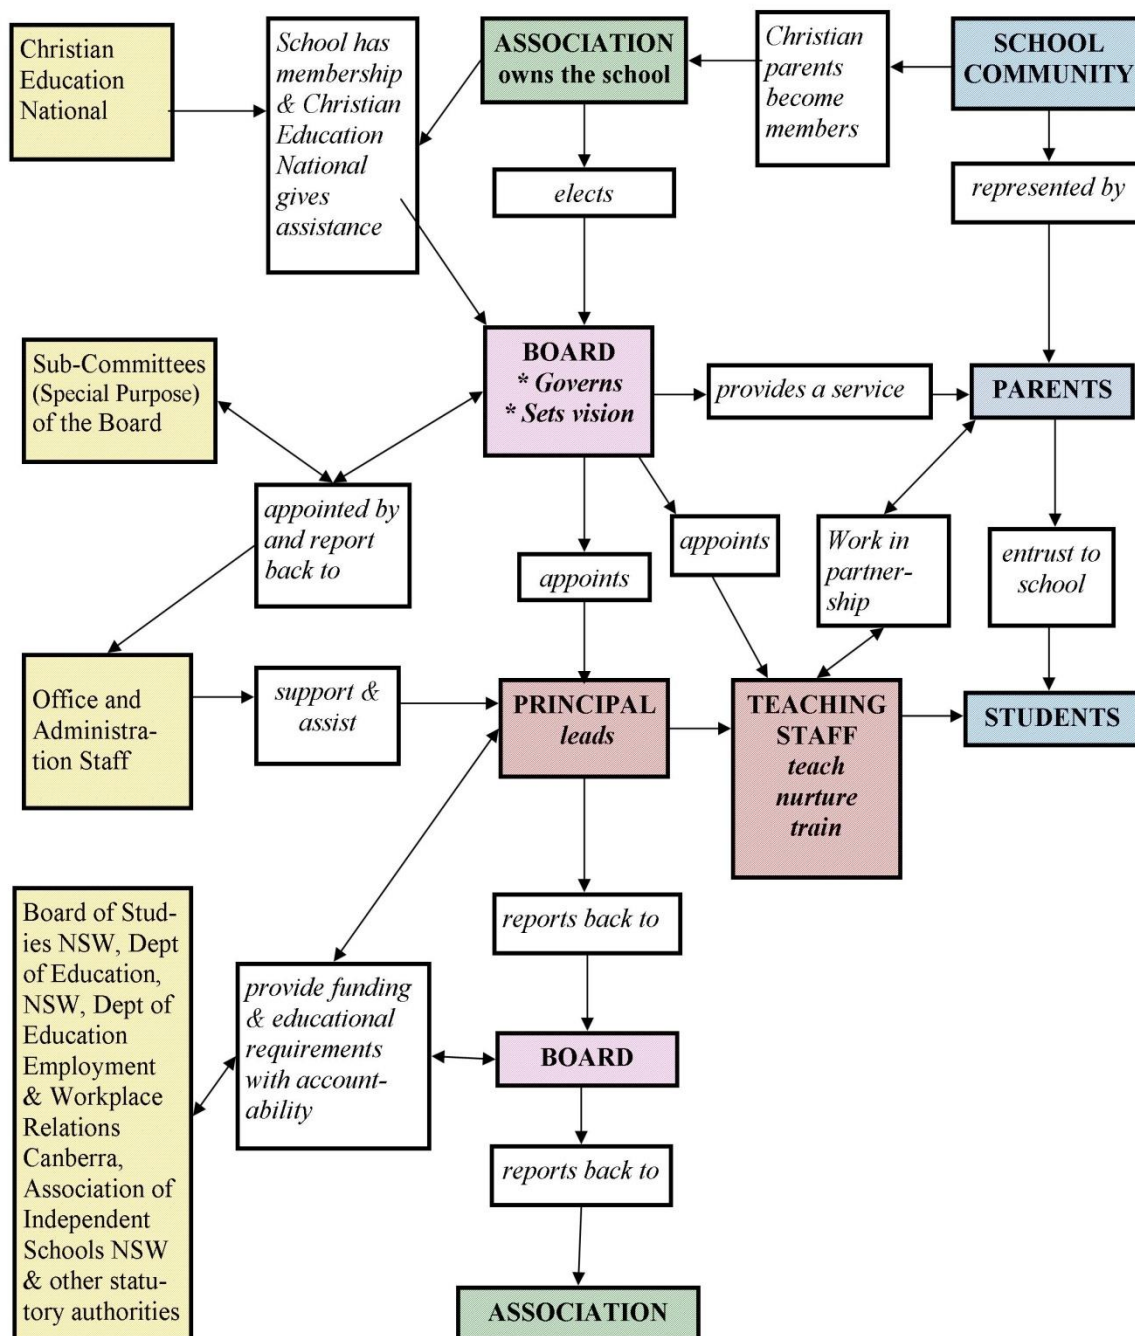 Christian
Education
National
School has
membership
& Christian
Education
National
gives
assistance
ASSOCIATION
owns the school
Christian
parents
become
members
SCHOOL
COMMUNITY
elects
represented by
Sub-Committees
(Special Purpose)
of the Board
BOARD
* Governs
* Sets vision
provides a service
PARENTS
appointed by
and report
back to
appoints
appoints
Work in
partner-
ship
entrust to
school
Office and
Administra-
tion Staff
support &
assist
PRINCIPAL
leads
TEACHING
STAFF
teach
nurture
train
STUDENTS
Board of Stud-
ies NSW, Dept
of Education,
NSW, Dept of
Education
Employment
& Workplace
Relations
Canberra,
Association of
Independent
Schools NSW
& other statu-
tory authorities
provide funding
& educational
requirements
with account-
ability
reports back to
BOARD
reports back to
ASSOCIATION